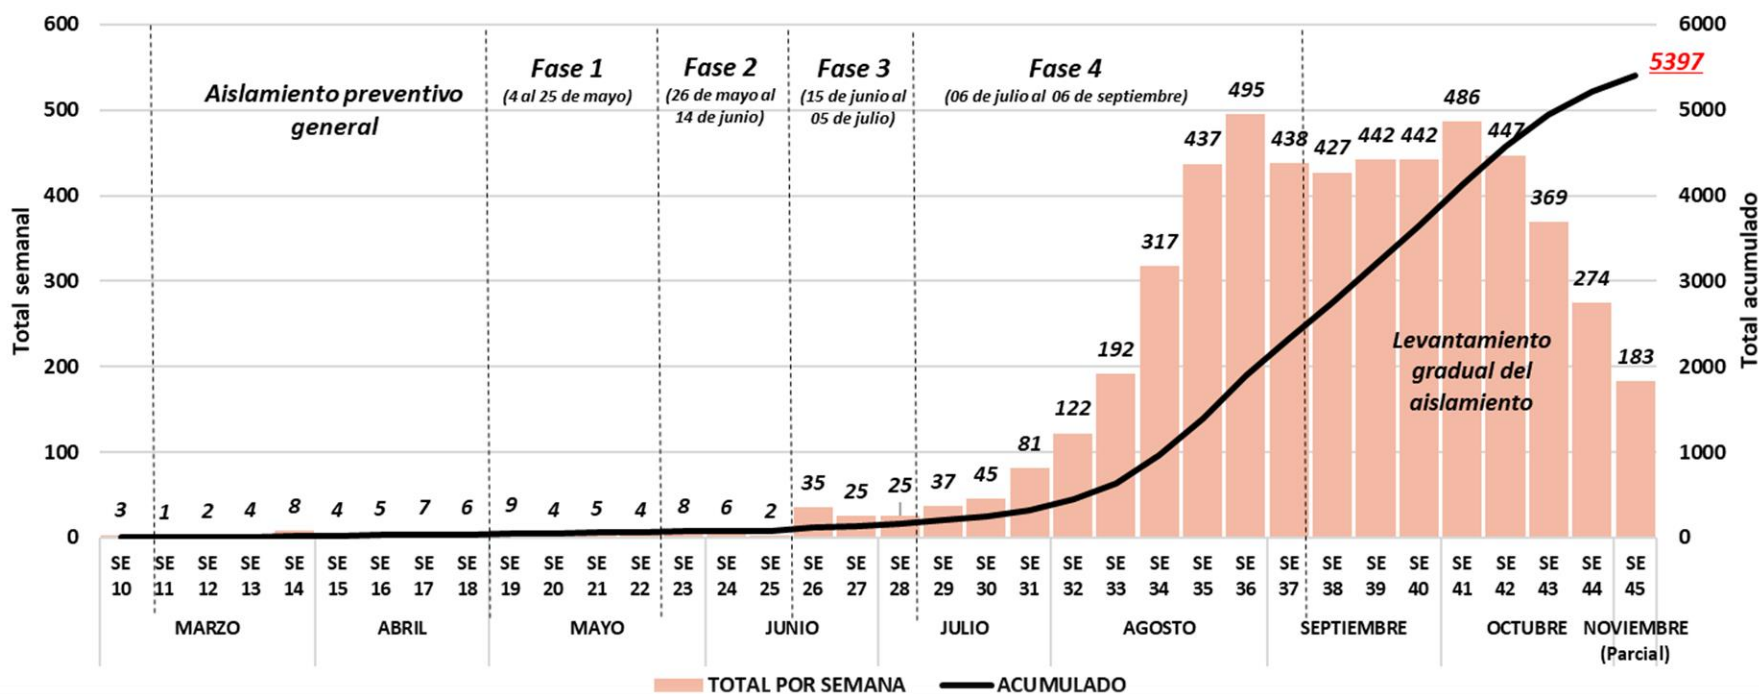 600
500
400
300
200
100
0
Total semanal
6000
5000
4000
3000
2000
1000
0
Total acumulado
Aislamiento preventivo
general
Fase 1
(4 al 25 de mayo)
Fase 2
(26 de mayo al
14 de junio)
Fase 3
(15 de junio al
05 de julio)
Fase 4
(06 de julio al 06 de septiembre)
Levantamiento
gradual del
aislamiento
5397
3 1 2 4 8 4 5 7 6 9 4 5 4 8 6 2 35 25 25 37 45 81 122 192 317 437 495 438 427 442 442 486 447 369 274 183
SE SE SE SE SE SE SE SE SE SE SE SE SE SE SE SE SE SE SE SE SE SE SE SE SE SE SE SE SE SE SE SE SE SE SE SE
10 11 12 13 14 15 16 17 18 19 20 21 22 23 24 25 26 27 28 29 30 31 32 33 34 35 36 37 38 39 40 41 42 43 44 45
MARZO ABRIL MAYO JUNIO JULIO AGOSTO SEPTIEMBRE OCTUBRE NOVIEMBRE
(Parcial)
TOTAL POR SEMANA ACUMULADO